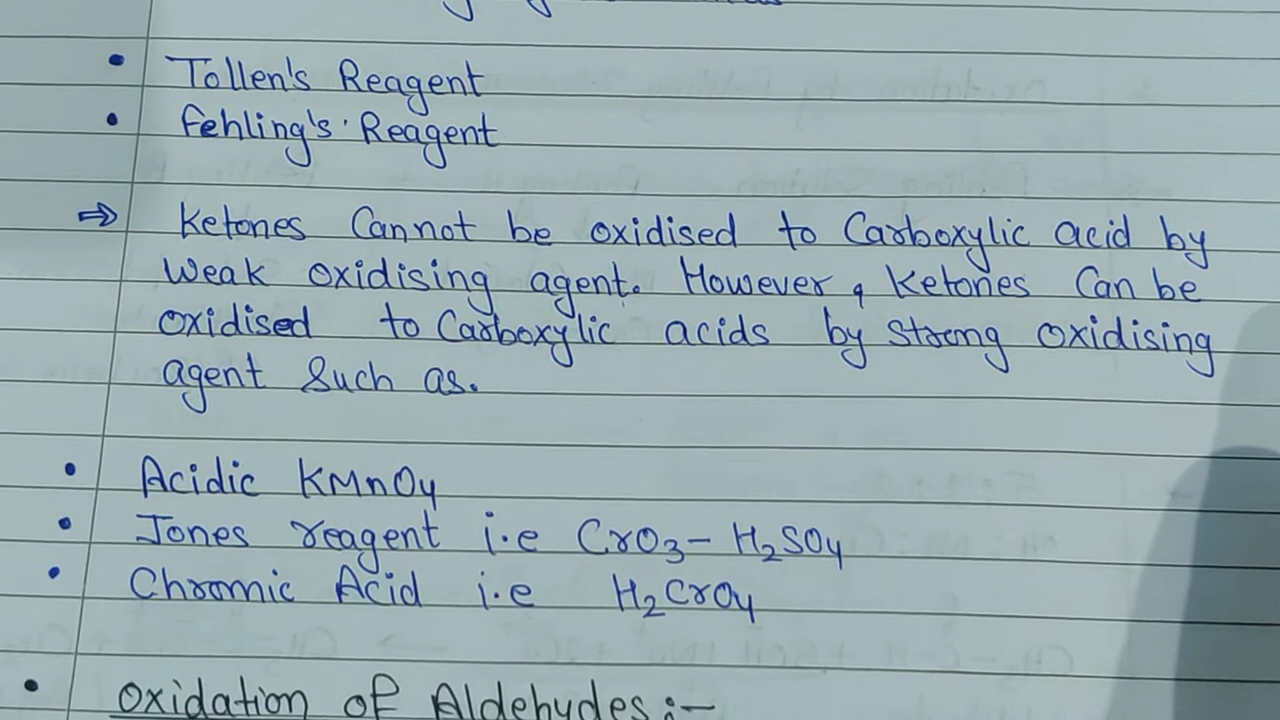 • Tollen's Reagent
• Fehling's Reagent
⇒ Ketones Cannot be oxidised to Carboxylic acid by
weak oxidising agent. However, Ketones Can be
oxidised to Carboxylic acids by Strong oxidising
agent Such as.
• Acidic KMnO4
• Jones reagent i.e CrO3- H2SO4
• Chromic Acid i.e H2CrO4
• Oxidation of Aldehydes:-